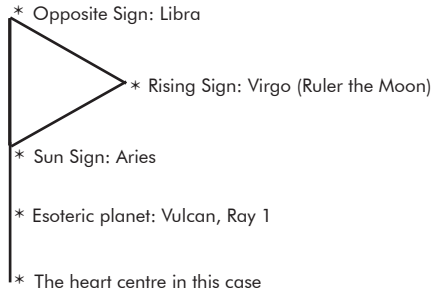 * Opposite Sign: Libra
* Rising Sign: Virgo (Ruler the Moon)
* Sun Sign: Aries
* Esoteric planet: Vulcan, Ray 1
* The heart centre in this case